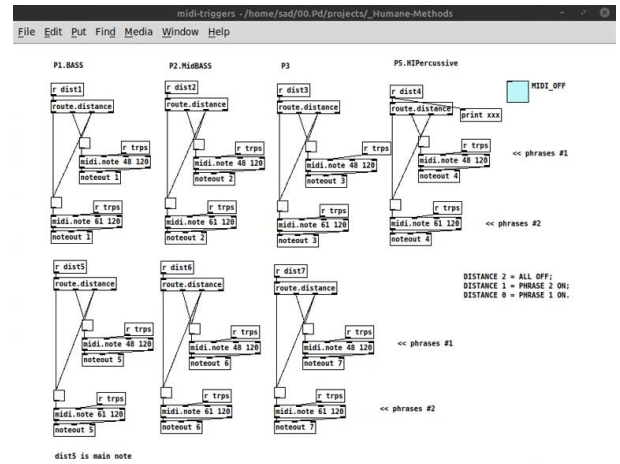 midi-triggers - /home/sad/00.Pd/projects/_Humane-Methods
File Edit Put Find Media Window Help
P1.BASS P2.MidBASS P3 P5.HIPercussive
r dist1 r dist2 r dist3 r dist4 MIDI_OFF
route.distance route.distance route.distance route.distance
print xxx
r trps r trps r trps r trps
midi.note 48 120 midi.note 48 120 midi.note 48 120 midi.note 48 120 << phrases #1
noteout 1 noteout 2 noteout 3 noteout 4
r trps r trps r trps r trps
midi.note 61 120 midi.note 61 120 midi.note 61 120 midi.note 61 120 << phrases #2
noteout 1 noteout 2 noteout 3 noteout 4
r dist5 r dist6 r dist7
route.distance route.distance route.distance
DISTANCE 2 = ALL OFF;
DISTANCE 1 = PHRASE 2 ON;
DISTANCE 0 = PHRASE 1 ON.
r trps r trps r trps
midi.note 48 120 midi.note 48 120 midi.note 48 120 << phrases #1
noteout 5 noteout 6 noteout 7
r trps r trps r trps
midi.note 61 120 midi.note 61 120 midi.note 61 120 << phrases #2
noteout 5 noteout 6 noteout 7
dist5 is main note